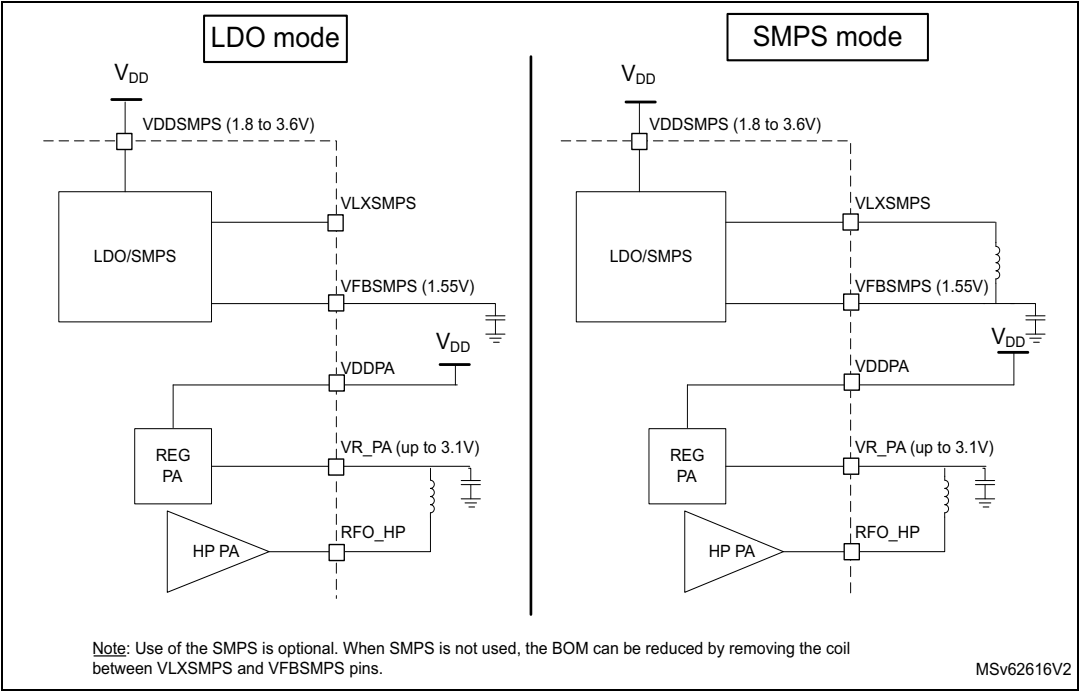 LDO mode
V_DD
VDDSMPS (1.8 to 3.6V)
VLXSMPS
LDO/SMPS
VFBSMPS (1.55V)
V_DD
VDDPA
VR_PA (up to 3.1V)
REG
PA
RFO_HP
HP PA
SMPS mode
V_DD
VDDSMPS (1.8 to 3.6V)
VLXSMPS
LDO/SMPS
VFBSMPS (1.55V)
V_DD
VDDPA
VR_PA (up to 3.1V)
REG
PA
RFO_HP
HP PA
Note: Use of the SMPS is optional. When SMPS is not used, the BOM can be reduced by removing the coil
between VLXSMPS and VFBSMPS pins.
MSv62616V2